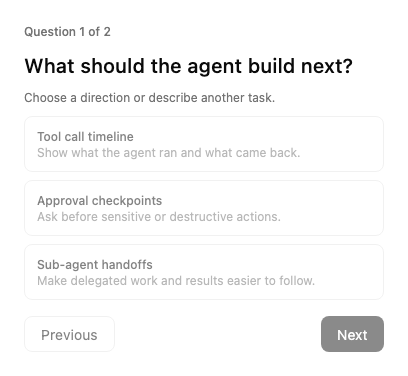 Question 1 of 2
What should the agent build next?
Choose a direction or describe another task.
Tool call timeline
Show what the agent ran and what came back.
Approval checkpoints
Ask before sensitive or destructive actions.
Sub-agent handoffs
Make delegated work and results easier to follow.
Previous
Next